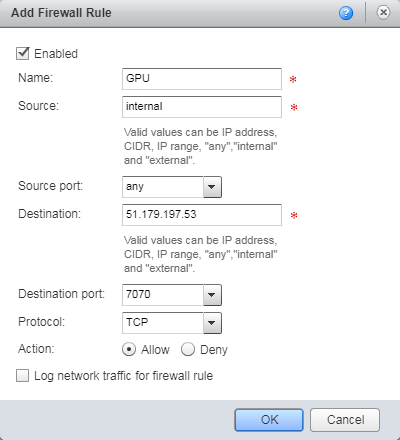 Add Firewall Rule
Enabled
Name: GPU *
Source: internal *
Valid values can be IP address,
CIDR, IP range, "any","internal"
and "external".
Source port: any
Destination: 51.179.197.53 *
Valid values can be IP address,
CIDR, IP range, "any","internal"
and "external".
Destination port: 7070
Protocol: TCP
Action: Allow Deny
Log network traffic for firewall rule
OK Cancel